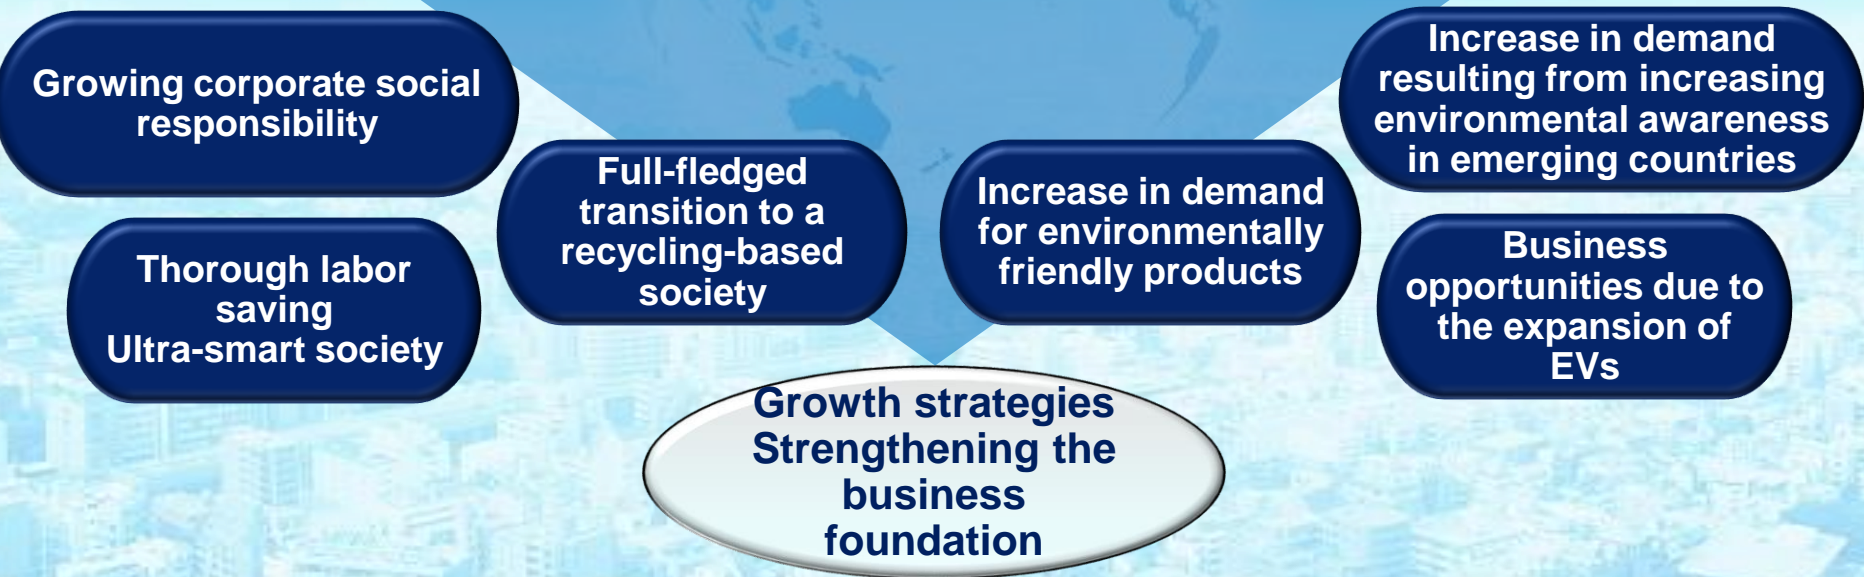 Growing corporate social
responsibility
Thorough labor
saving
Ultra-smart society
Full-fledged
transition to a
recycling-based
society
Increase in demand
for environmentally
friendly products
Increase in demand
resulting from increasing
environmental awareness
in emerging countries
Business
opportunities due to
the expansion of
EVs
Growth strategies
Strengthening the
business
foundation